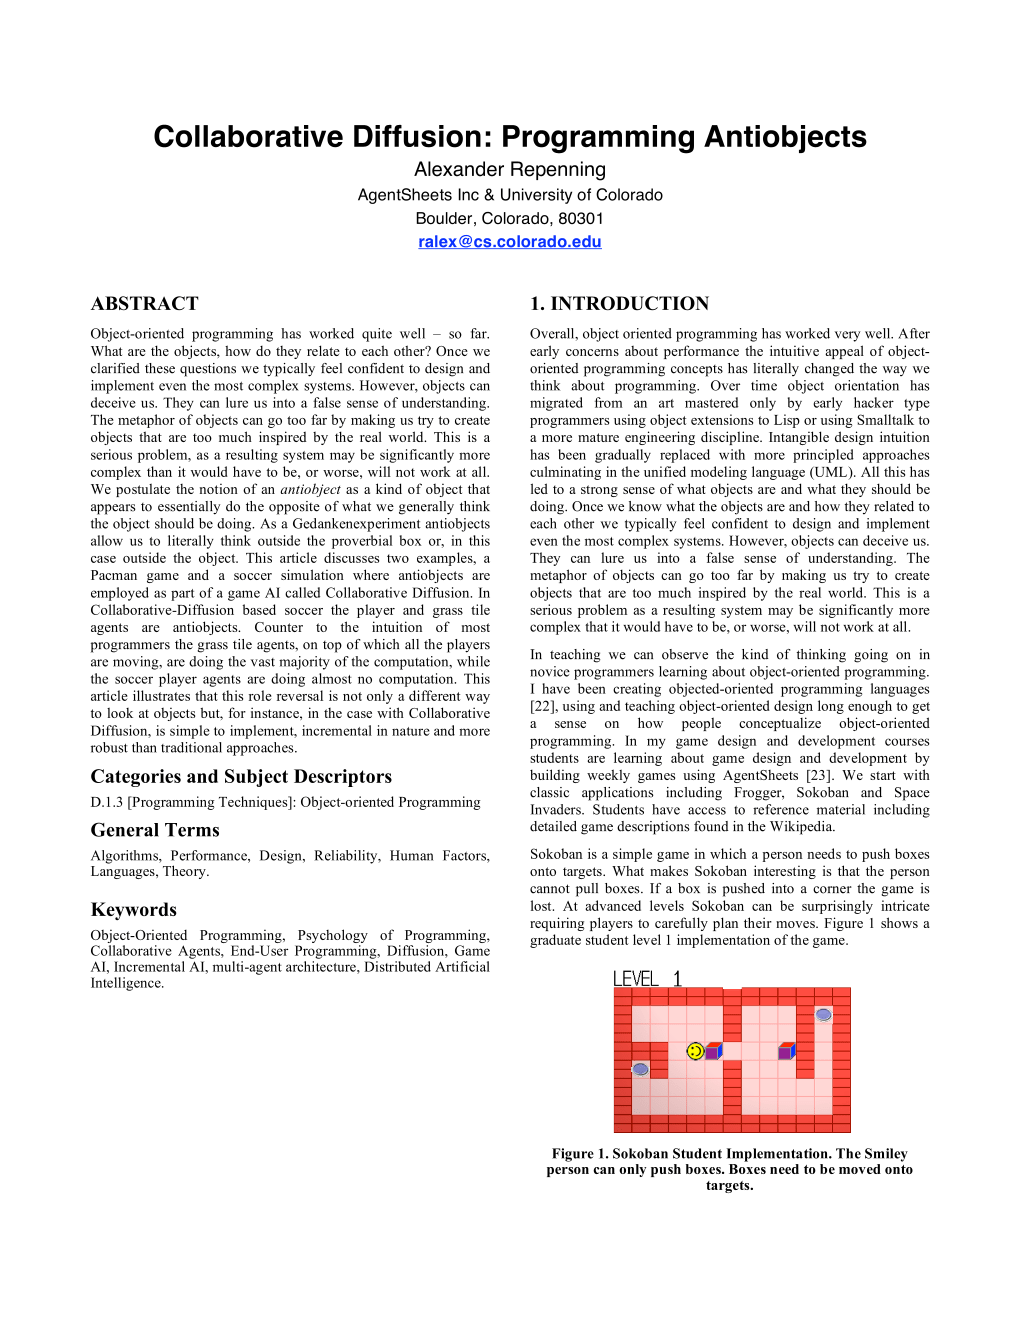 Collaborative Diffusion: Programming Antiobjects
Alexander Repenning
AgentSheets Inc & University of Colorado
Boulder, Colorado, 80301
ralex@cs.colorado.edu
ABSTRACT
Object-oriented programming has worked quite well – so far.
What are the objects, how do they relate to each other? Once we
clarified these questions we typically feel confident to design and
implement even the most complex systems. However, objects can
deceive us. They can lure us into a false sense of understanding.
The metaphor of objects can go too far by making us try to create
objects that are too much inspired by the real world. This is a
serious problem, as a resulting system may be significantly more
complex than it would have to be, or worse, will not work at all.
We postulate the notion of an antiobject as a kind of object that
appears to essentially do the opposite of what we generally think
the object should be doing. As a Gedankenexperiment antiobjects
allow us to literally think outside the proverbial box or, in this
case outside the object. This article discusses two examples, a
Pacman game and a soccer simulation where antiobjects are
employed as part of a game AI called Collaborative Diffusion. In
Collaborative-Diffusion based soccer the player and grass tile
agents are antiobjects. Counter to the intuition of most
programmers the grass tile agents, on top of which all the players
are moving, are doing the vast majority of the computation, while
the soccer player agents are doing almost no computation. This
article illustrates that this role reversal is not only a different way
to look at objects but, for instance, in the case with Collaborative
Diffusion, is simple to implement, incremental in nature and more
robust than traditional approaches.
Categories and Subject Descriptors
D.1.3 [Programming Techniques]: Object-oriented Programming
General Terms
Algorithms, Performance, Design, Reliability, Human Factors,
Languages, Theory.
Keywords
Object-Oriented Programming, Psychology of Programming,
Collaborative Agents, End-User Programming, Diffusion, Game
AI, Incremental AI, multi-agent architecture, Distributed Artificial
Intelligence.
1. INTRODUCTION
Overall, object oriented programming has worked very well. After
early concerns about performance the intuitive appeal of object-
oriented programming concepts has literally changed the way we
think about programming. Over time object orientation has
migrated from an art mastered only by early hacker type
programmers using object extensions to Lisp or using Smalltalk to
a more mature engineering discipline. Intangible design intuition
has been gradually replaced with more principled approaches
culminating in the unified modeling language (UML). All this has
led to a strong sense of what objects are and what they should be
doing. Once we know what the objects are and how they related to
each other we typically feel confident to design and implement
even the most complex systems. However, objects can deceive us.
They can lure us into a false sense of understanding. The
metaphor of objects can go too far by making us try to create
objects that are too much inspired by the real world. This is a
serious problem as a resulting system may be significantly more
complex that it would have to be, or worse, will not work at all.
In teaching we can observe the kind of thinking going on in
novice programmers learning about object-oriented programming.
I have been creating objected-oriented programming languages
[22], using and teaching object-oriented design long enough to get
a sense on how people conceptualize object-oriented
programming. In my game design and development courses
students are learning about game design and development by
building weekly games using AgentSheets [23]. We start with
classic applications including Frogger, Sokoban and Space
Invaders. Students have access to reference material including
detailed game descriptions found in the Wikipedia.
Sokoban is a simple game in which a person needs to push boxes
onto targets. What makes Sokoban interesting is that the person
cannot pull boxes. If a box is pushed into a corner the game is
lost. At advanced levels Sokoban can be surprisingly intricate
requiring players to carefully plan their moves. Figure 1 shows a
graduate student level 1 implementation of the game.
LEVEL 1
Figure 1. Sokoban Student Implementation. The Smiley
person can only push boxes. Boxes need to be moved onto
targets.